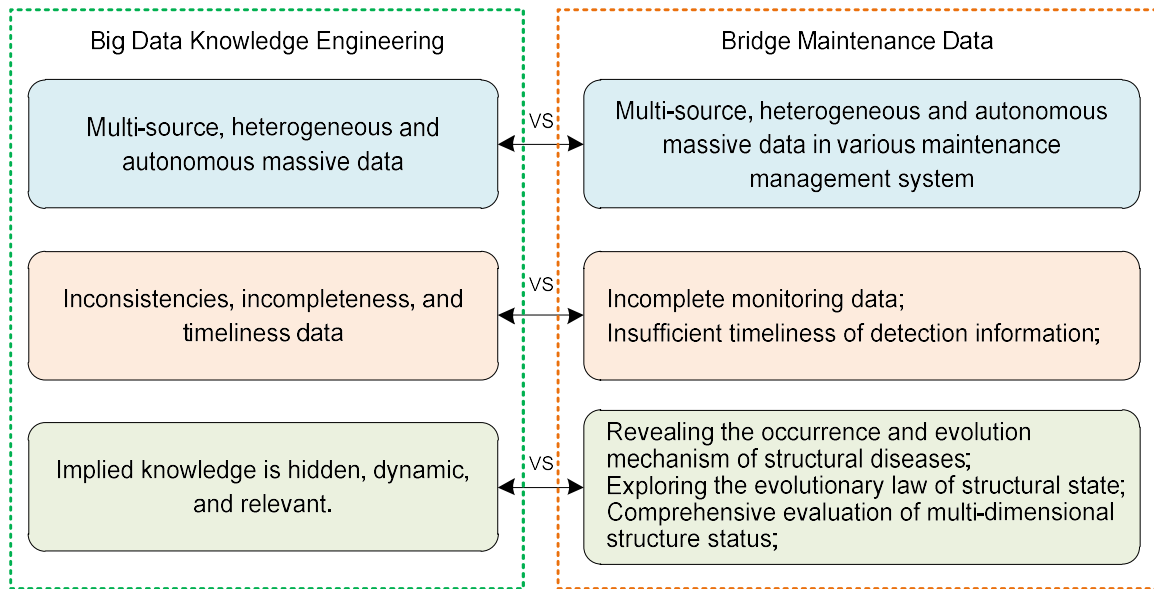 Big Data Knowledge Engineering
Bridge Maintenance Data
Multi-source, heterogeneous and
autonomous massive data
VS
Multi-source, heterogeneous and autonomous
massive data in various maintenance
management system
Inconsistencies, incompleteness, and
timeliness data
VS
Incomplete monitoring data;
Insufficient timeliness of detection information;
Implied knowledge is hidden, dynamic,
and relevant.
VS
Revealing the occurrence and evolution
mechanism of structural diseases;
Exploring the evolutionary law of structural state;
Comprehensive evaluation of multi-dimensional
structure status;